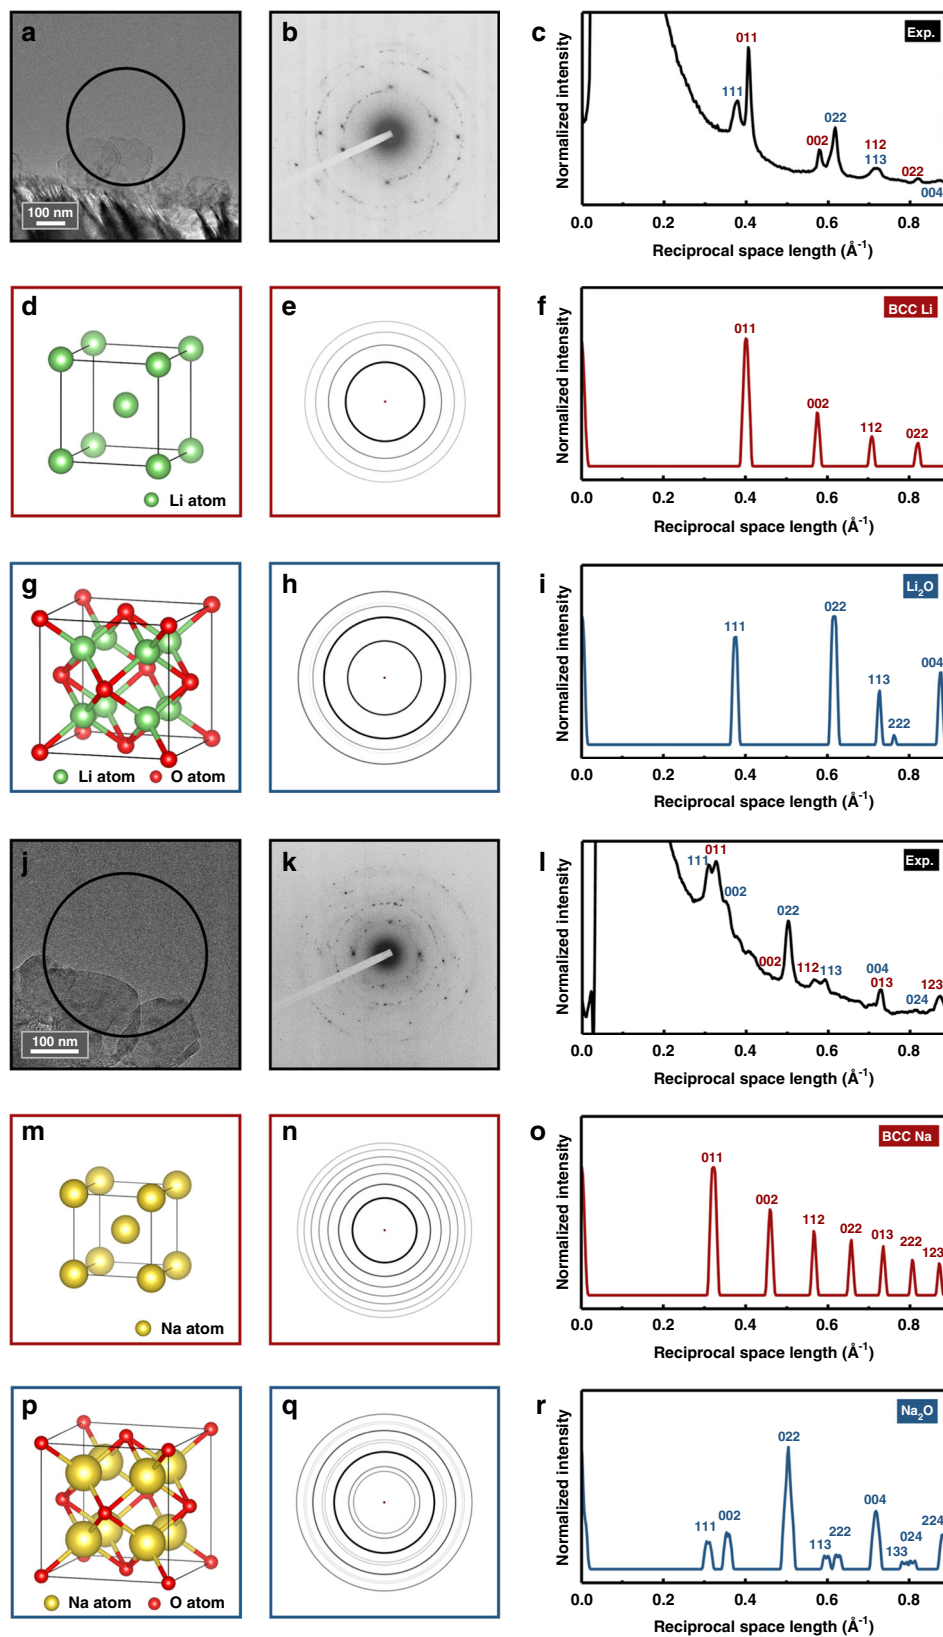 a
100 nm
b
c
Exp.
Normalized intensity
111
011
002
022
112
113
022
004
0.0 0.2 0.4 0.6 0.8
Reciprocal space length (Å⁻¹)
d
Li atom
e
f
BCC Li
Normalized intensity
011
002
112
022
0.0 0.2 0.4 0.6 0.8
Reciprocal space length (Å⁻¹)
g
Li atom O atom
h
i
Li₂O
Normalized intensity
111
022
113
222
004
0.0 0.2 0.4 0.6 0.8
Reciprocal space length (Å⁻¹)
j
100 nm
k
l
Exp.
Normalized intensity
011
111
002
022
002
112 113
004
013
024
123
0.0 0.2 0.4 0.6 0.8
Reciprocal space length (Å⁻¹)
m
Na atom
n
o
BCC Na
Normalized intensity
011
002
112
022
013
222
123
0.0 0.2 0.4 0.6 0.8
Reciprocal space length (Å⁻¹)
p
Na atom O atom
q
r
Na₂O
Normalized intensity
111
002
022
113
222
004
133
024
224
0.0 0.2 0.4 0.6 0.8
Reciprocal space length (Å⁻¹)